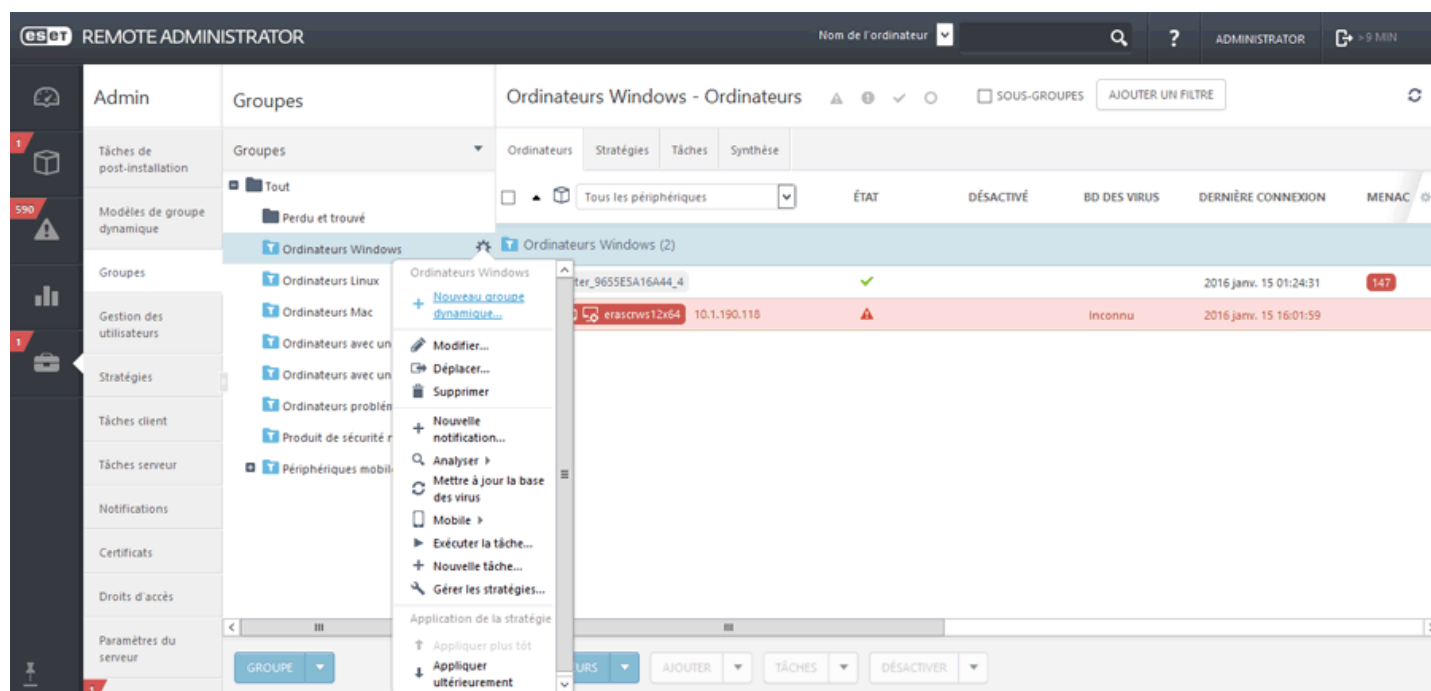 eset REMOTE ADMINISTRATOR
Nom de l'ordinateur
?
ADMINISTRATOR
>9 MIN
Admin
Groupes
Ordinateurs Windows - Ordinateurs
SOUS-GROUPES
AJOUTER UN FILTRE
1
590
1
1
Tâches de
post-installation
Modèles de groupe
dynamique
Groupes
Gestion des
utilisateurs
Stratégies
Tâches client
Tâches serveur
Notifications
Certificats
Droits d'accès
Paramètres du
serveur
Groupes
Tout
Perdu et trouvé
Ordinateurs Windows
Ordinateurs Linux
Ordinateurs Mac
Ordinateurs avec un
Ordinateurs avec un
Ordinateurs
Produit de sécurité
Périphériques
GROUPE
Ordinateurs Windows
Nouveau groupe
dynamique...
Modifier...
Déplacer...
Supprimer
Nouvelle
notification...
Analyser
Mettre à jour la base
des virus
Mobile
Exécuter la tâche...
Nouvelle tâche...
Gérer les stratégies...
Application de la stratégie
Appliquer plus tôt
Appliquer
ultérieurement
Ordinateurs
Stratégies
Tâches
Synthèse
Tous les périphériques
ÉTAT
DÉSACTIVÉ
BD DES VIRUS
DERNIÈRE CONNEXION
MENAC
Ordinateurs Windows (2)
ter_9655E5A16A44_4
2016 janv. 15 01:24:31
147
erascrws12x64
10.1.190.118
Inconnu
2016 janv. 15 16:01:59
URS
AJOUTER
TÂCHES
DÉSACTIVER